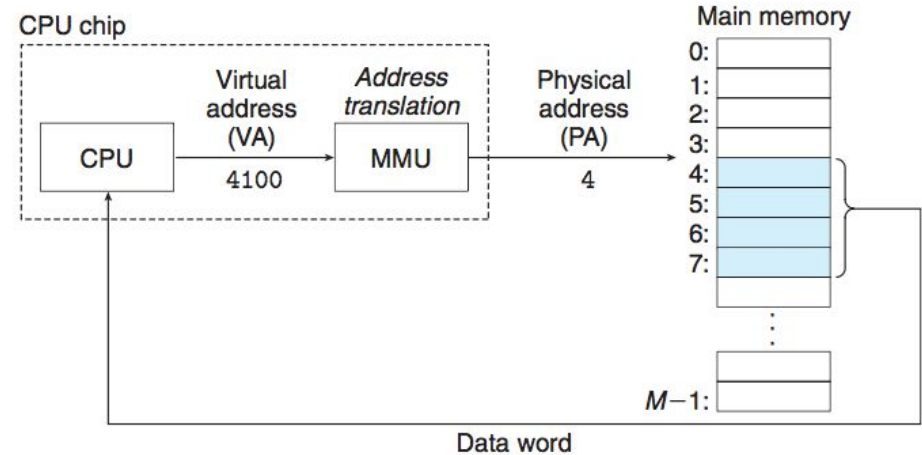 CPU chip
Main memory
Virtual
address
(VA)
Address
translation
Physical
address
(PA)
CPU
MMU
4100
4
0:
1:
2:
3:
4:
5:
6:
7:
M−1:
Data word